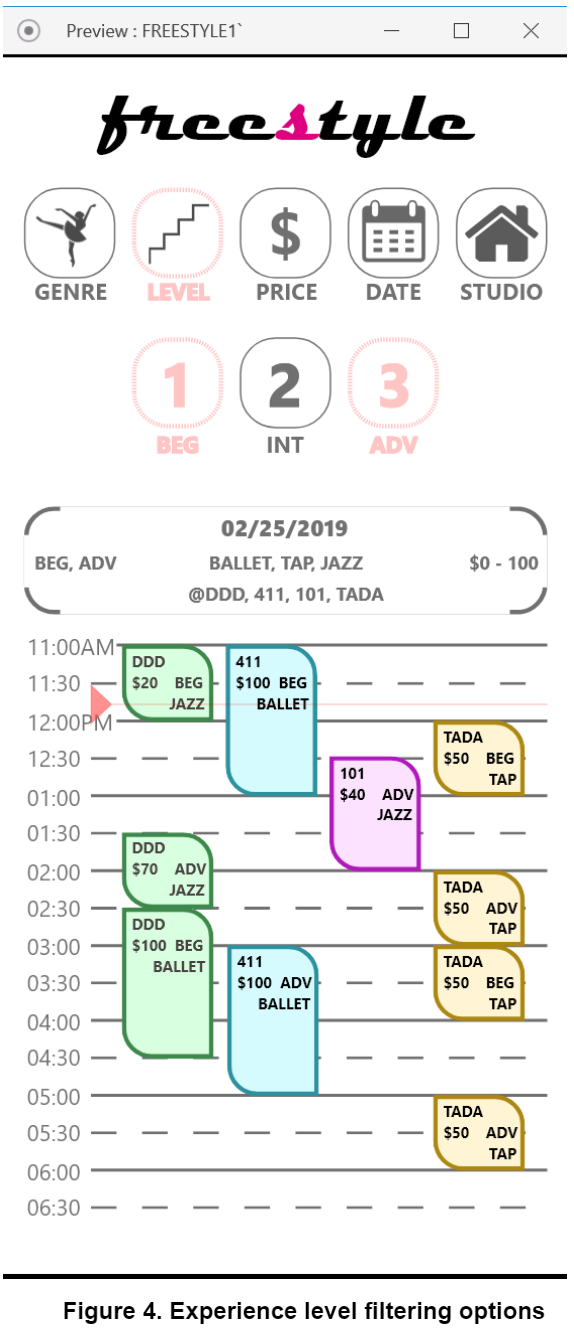 Preview : FREESTYLE1`
freestyle
$
GENRE LEVEL PRICE DATE STUDIO
1 2 3
BEG INT ADV
02/25/2019
BEG, ADV BALLET, TAP, JAZZ $0 - 100
@DDD, 411, 101, TADA
11:00AM
DDD 411
11:30 $20 BEG $100 BEG
JAZZ BALLET
12:00PM
TADA
12:30 $50 BEG
101 TAP
01:00 $40 ADV
JAZZ
01:30
DDD
02:00 $70 ADV
JAZZ TADA
02:30 $50 ADV
DDD TAP
03:00 $100 BEG
BALLET 411 TADA
03:30 $100 ADV $50 BEG
BALLET TAP
04:00
04:30
05:00
TADA
05:30 $50 ADV
TAP
06:00
06:30
Figure 4. Experience level filtering options